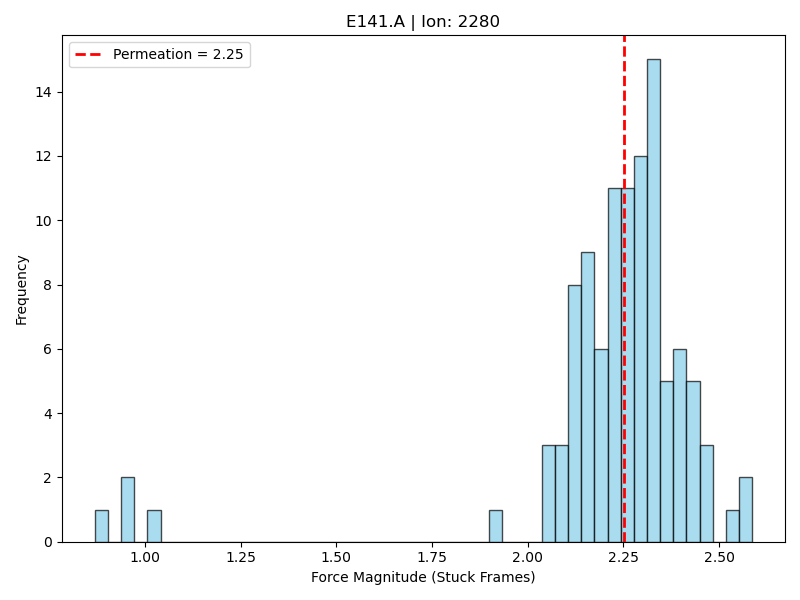 E141.A | Ion: 2280
Permeation = 2.25
Frequency
14
12
10
8
6
4
2
0
1.00 1.25 1.50 1.75 2.00 2.25 2.50
Force Magnitude (Stuck Frames)